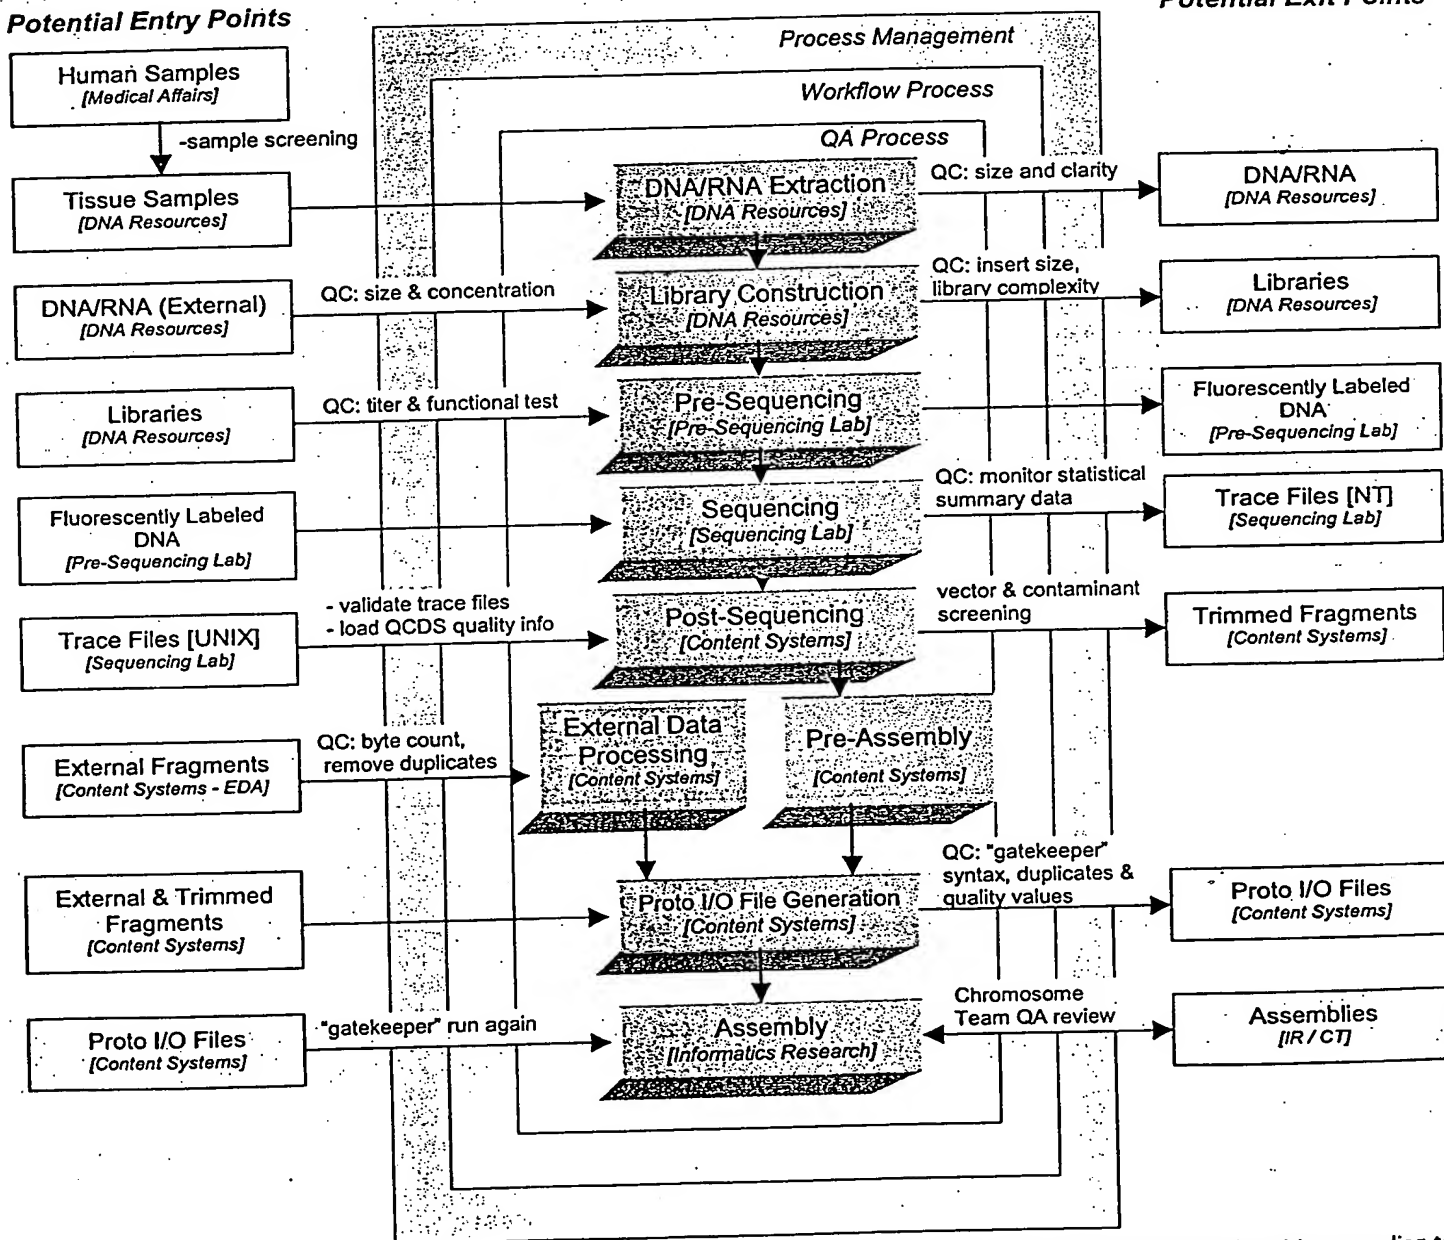 Potential Entry Points
Potential Exit Points
Process Management
Workflow Process
QA Process
Human Samples
[Medical Affairs]
-sample screening
Tissue Samples
[DNA Resources]
DNA/RNA Extraction
[DNA Resources]
QC: size and clarity
DNA/RNA
[DNA Resources]
DNA/RNA (External)
[DNA Resources]
QC: size & concentration
Library Construction
[DNA Resources]
QC: insert size,
library complexity
Libraries
[DNA Resources]
Libraries
[DNA Resources]
QC: titer & functional test
Pre-Sequencing
[Pre-Sequencing Lab]
Fluorescently Labeled
DNA
[Pre-Sequencing Lab]
Fluorescently Labeled
DNA
[Pre-Sequencing Lab]
Sequencing
[Sequencing Lab]
QC: monitor statistical
summary data
Trace Files [NT]
[Sequencing Lab]
Trace Files [UNIX]
[Sequencing Lab]
- validate trace files
- load QCDS quality info
Post-Sequencing
[Content Systems]
vector & contaminant
screening
Trimmed Fragments
[Content Systems]
External Fragments
[Content Systems - EDA]
QC: byte count,
remove duplicates
External Data
Processing
[Content Systems]
Pre-Assembly
[Content Systems]
External & Trimmed
Fragments
[Content Systems]
Proto I/O File Generation
[Content Systems]
QC: "gatekeeper"
syntax, duplicates &
quality values
Proto I/O Files
[Content Systems]
Proto I/O Files
[Content Systems]
"gatekeeper" run again
Assembly
[Informatics Research]
Chromosome
Team QA review
Assemblies
[IR / CT]